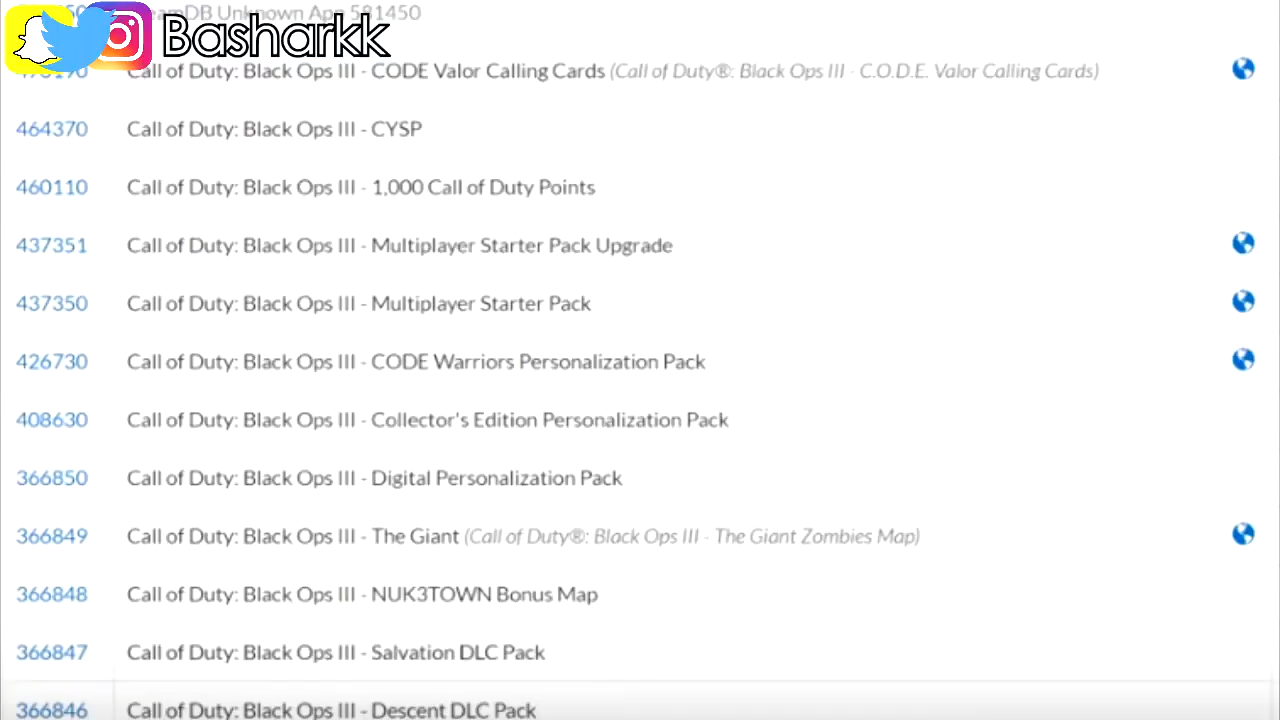 SteamDB Unknown App 581450
Basharkk
Call of Duty: Black Ops III - CODE Valor Calling Cards (Call of Duty®: Black Ops III - C.O.D.E. Valor Calling Cards)
464370 Call of Duty: Black Ops III - CYSP
460110 Call of Duty: Black Ops III - 1,000 Call of Duty Points
437351 Call of Duty: Black Ops III - Multiplayer Starter Pack Upgrade
437350 Call of Duty: Black Ops III - Multiplayer Starter Pack
426730 Call of Duty: Black Ops III - CODE Warriors Personalization Pack
408630 Call of Duty: Black Ops III - Collector's Edition Personalization Pack
366850 Call of Duty: Black Ops III - Digital Personalization Pack
366849 Call of Duty: Black Ops III - The Giant (Call of Duty®: Black Ops III - The Giant Zombies Map)
366848 Call of Duty: Black Ops III - NUK3TOWN Bonus Map
366847 Call of Duty: Black Ops III - Salvation DLC Pack
366846 Call of Duty: Black Ops III - Descent DLC Pack